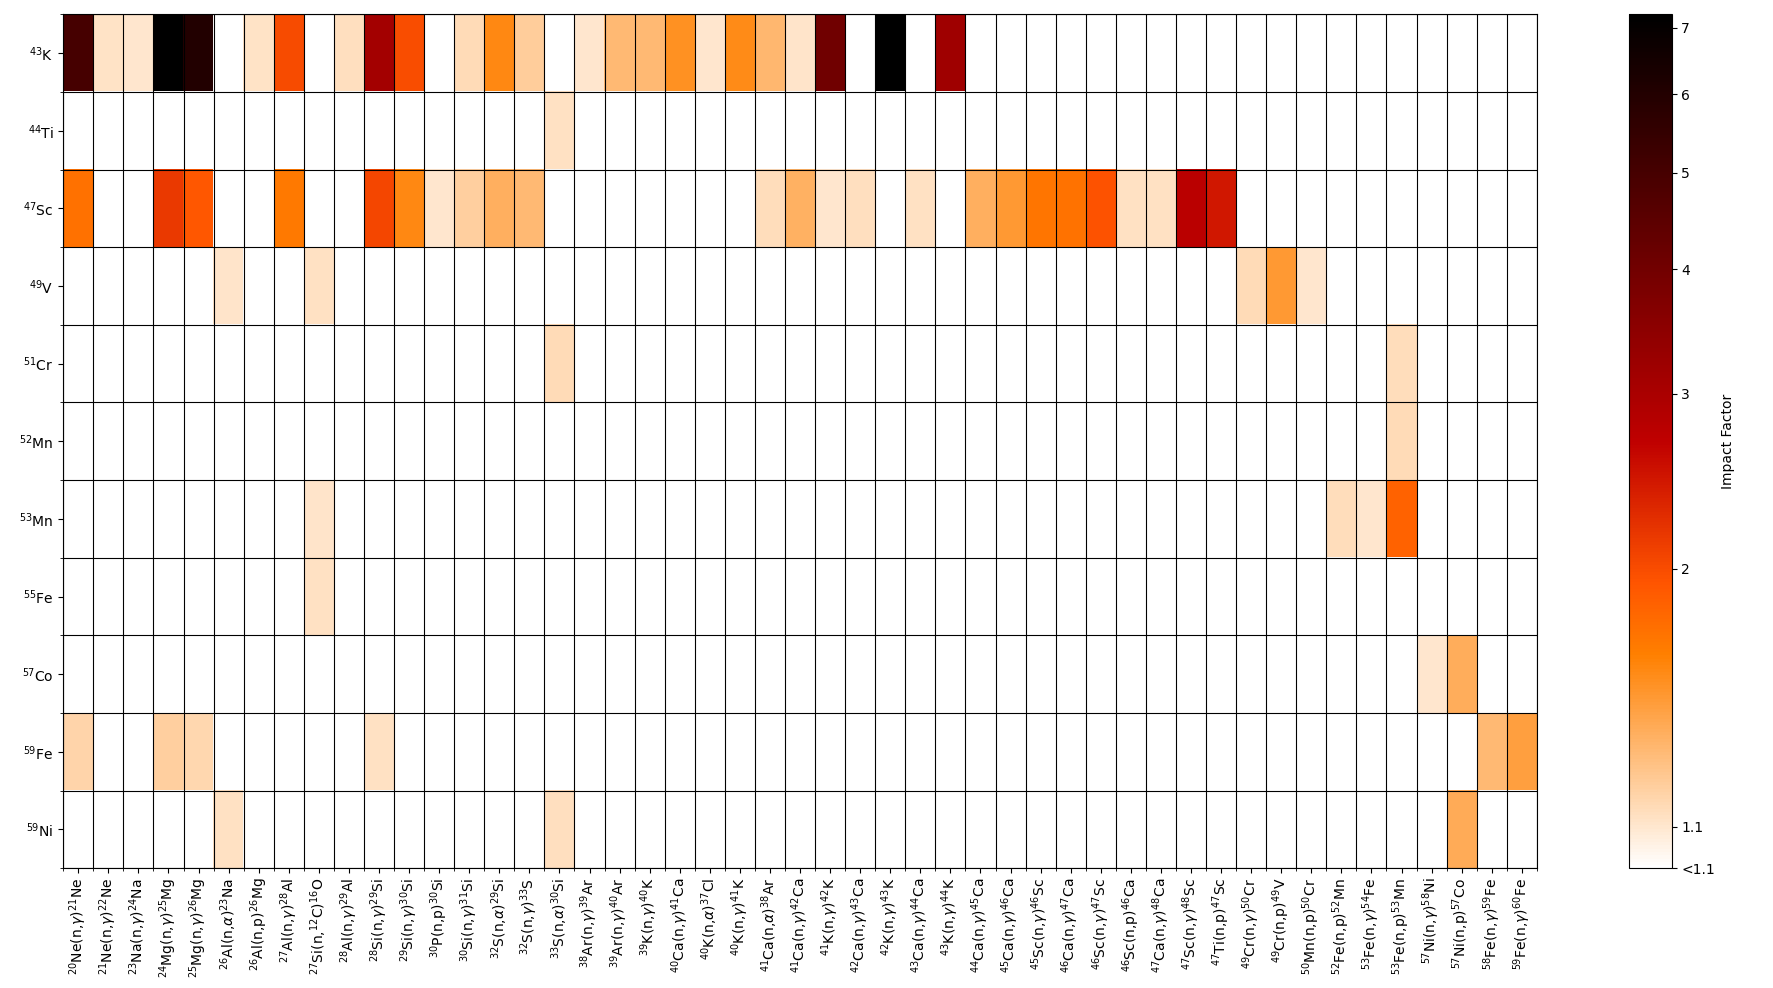 ⁴³K
⁴⁴Ti
⁴⁷Sc
⁴⁹V
⁵¹Cr
⁵²Mn
⁵³Mn
⁵⁵Fe
⁵⁷Co
⁵⁹Fe
⁵⁹Ni
²⁰Ne(n,γ)²¹Ne
²¹Ne(n,γ)²²Ne
²³Na(n,γ)²⁴Na
²⁴Mg(n,γ)²⁵Mg
²⁵Mg(n,γ)²⁶Mg
²⁶Al(n,α)²³Na
²⁶Al(n,p)²⁶Mg
²⁷Al(n,γ)²⁸Al
²⁷Si(n,¹²C)¹⁶O
²⁸Al(n,γ)²⁹Al
²⁸Si(n,γ)²⁹Si
²⁹Si(n,γ)³⁰Si
³⁰P(n,p)³⁰Si
³⁰Si(n,γ)³¹Si
³²S(n,α)²⁹Si
³²S(n,γ)³³S
³³S(n,α)³⁰Si
³⁸Ar(n,γ)³⁹Ar
³⁹Ar(n,γ)⁴⁰Ar
³⁹K(n,γ)⁴⁰K
⁴⁰Ca(n,γ)⁴¹Ca
⁴⁰K(n,α)³⁷Cl
⁴⁰K(n,γ)⁴¹K
⁴¹Ca(n,α)³⁸Ar
⁴¹Ca(n,γ)⁴²Ca
⁴¹K(n,γ)⁴²K
⁴²Ca(n,γ)⁴³Ca
⁴²K(n,γ)⁴³K
⁴³Ca(n,γ)⁴⁴Ca
⁴³K(n,γ)⁴⁴K
⁴⁴Ca(n,γ)⁴⁵Ca
⁴⁵Ca(n,γ)⁴⁶Ca
⁴⁵Sc(n,γ)⁴⁶Sc
⁴⁶Ca(n,γ)⁴⁷Ca
⁴⁶Sc(n,γ)⁴⁷Sc
⁴⁶Sc(n,p)⁴⁶Ca
⁴⁷Ca(n,γ)⁴⁸Ca
⁴⁷Sc(n,γ)⁴⁸Sc
⁴⁷Ti(n,p)⁴⁷Sc
⁴⁹Cr(n,γ)⁵⁰Cr
⁴⁹Cr(n,p)⁴⁹V
⁵⁰Mn(n,p)⁵⁰Cr
⁵²Fe(n,p)⁵²Mn
⁵³Fe(n,γ)⁵⁴Fe
⁵³Fe(n,p)⁵³Mn
⁵⁷Ni(n,γ)⁵⁸Ni
⁵⁷Ni(n,p)⁵⁷Co
⁵⁸Fe(n,γ)⁵⁹Fe
⁵⁹Fe(n,γ)⁶⁰Fe
7
6
5
4
3
2
1.1
<1.1
Impact Factor